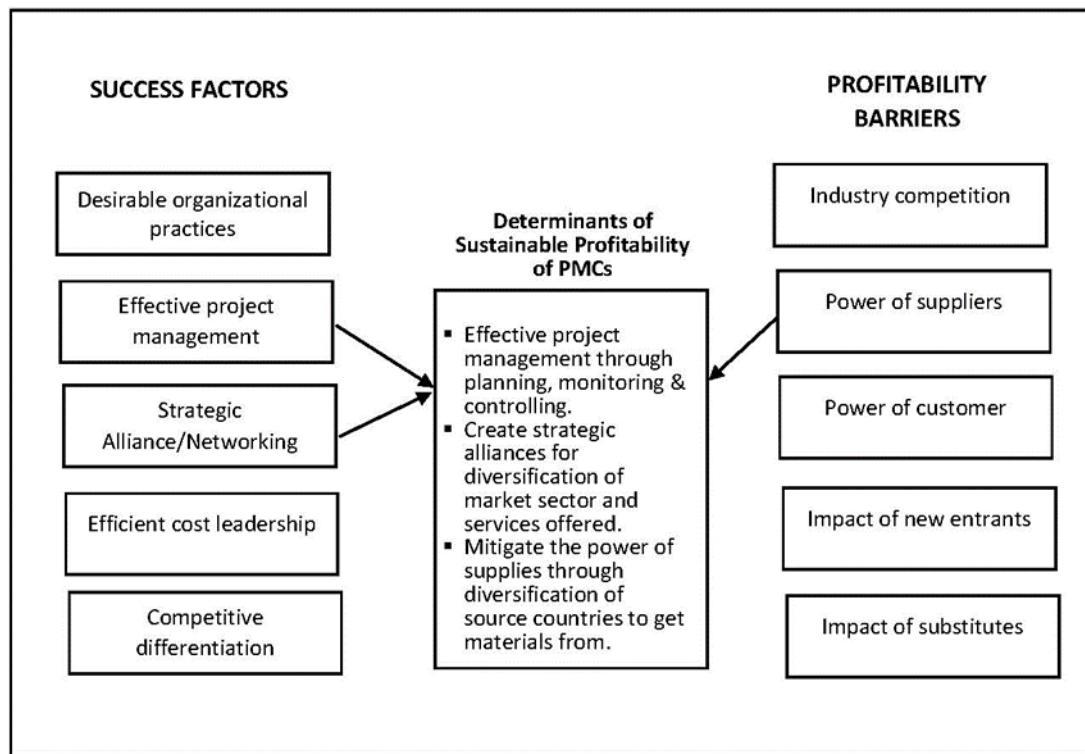 SUCCESS FACTORS
Desirable organizational
practices
Effective project
management
Strategic
Alliance/Networking
Efficient cost leadership
Competitive
differentiation
Determinants of
Sustainable Profitability
of PMCs
▪ Effective project
management through
planning, monitoring &
controlling.
▪ Create strategic
alliances for
diversification of
market sector and
services offered.
▪ Mitigate the power of
supplies through
diversification of
source countries to get
materials from.
PROFITABILITY
BARRIERS
Industry competition
Power of suppliers
Power of customer
Impact of new entrants
Impact of substitutes